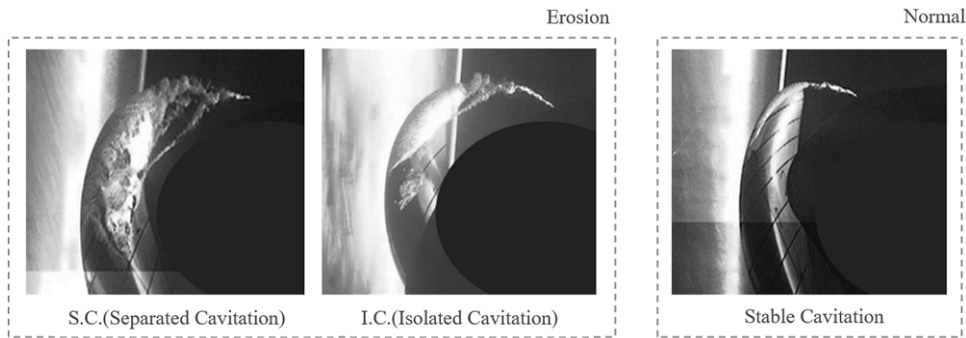 Erosion
Normal
S.C.(Separated Cavitation)
I.C.(Isolated Cavitation)
Stable Cavitation